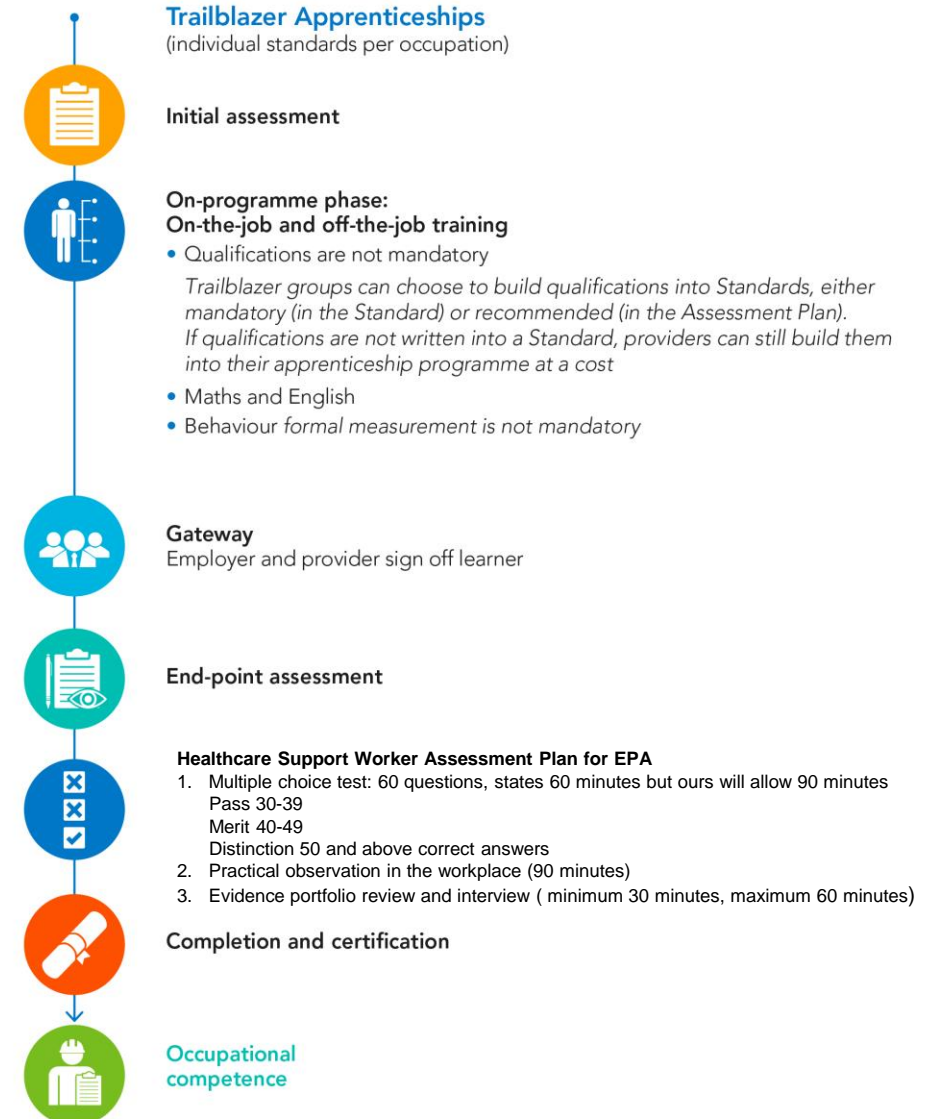 Trailblazer Apprenticeships
(individual standards per occupation)
Initial assessment
On-programme phase:
On-the-job and off-the-job training
• Qualifications are not mandatory
Trailblazer groups can choose to build qualifications into Standards, either
mandatory (in the Standard) or recommended (in the Assessment Plan).
If qualifications are not written into a Standard, providers can still build them
into their apprenticeship programme at a cost
• Maths and English
• Behaviour formal measurement is not mandatory
Gateway
Employer and provider sign off learner
End-point assessment
Healthcare Support Worker Assessment Plan for EPA
1. Multiple choice test: 60 questions, states 60 minutes but ours will allow 90 minutes
Pass 30-39
Merit 40-49
Distinction 50 and above correct answers
2. Practical observation in the workplace (90 minutes)
3. Evidence portfolio review and interview ( minimum 30 minutes, maximum 60 minutes)
Completion and certification
Occupational
competence